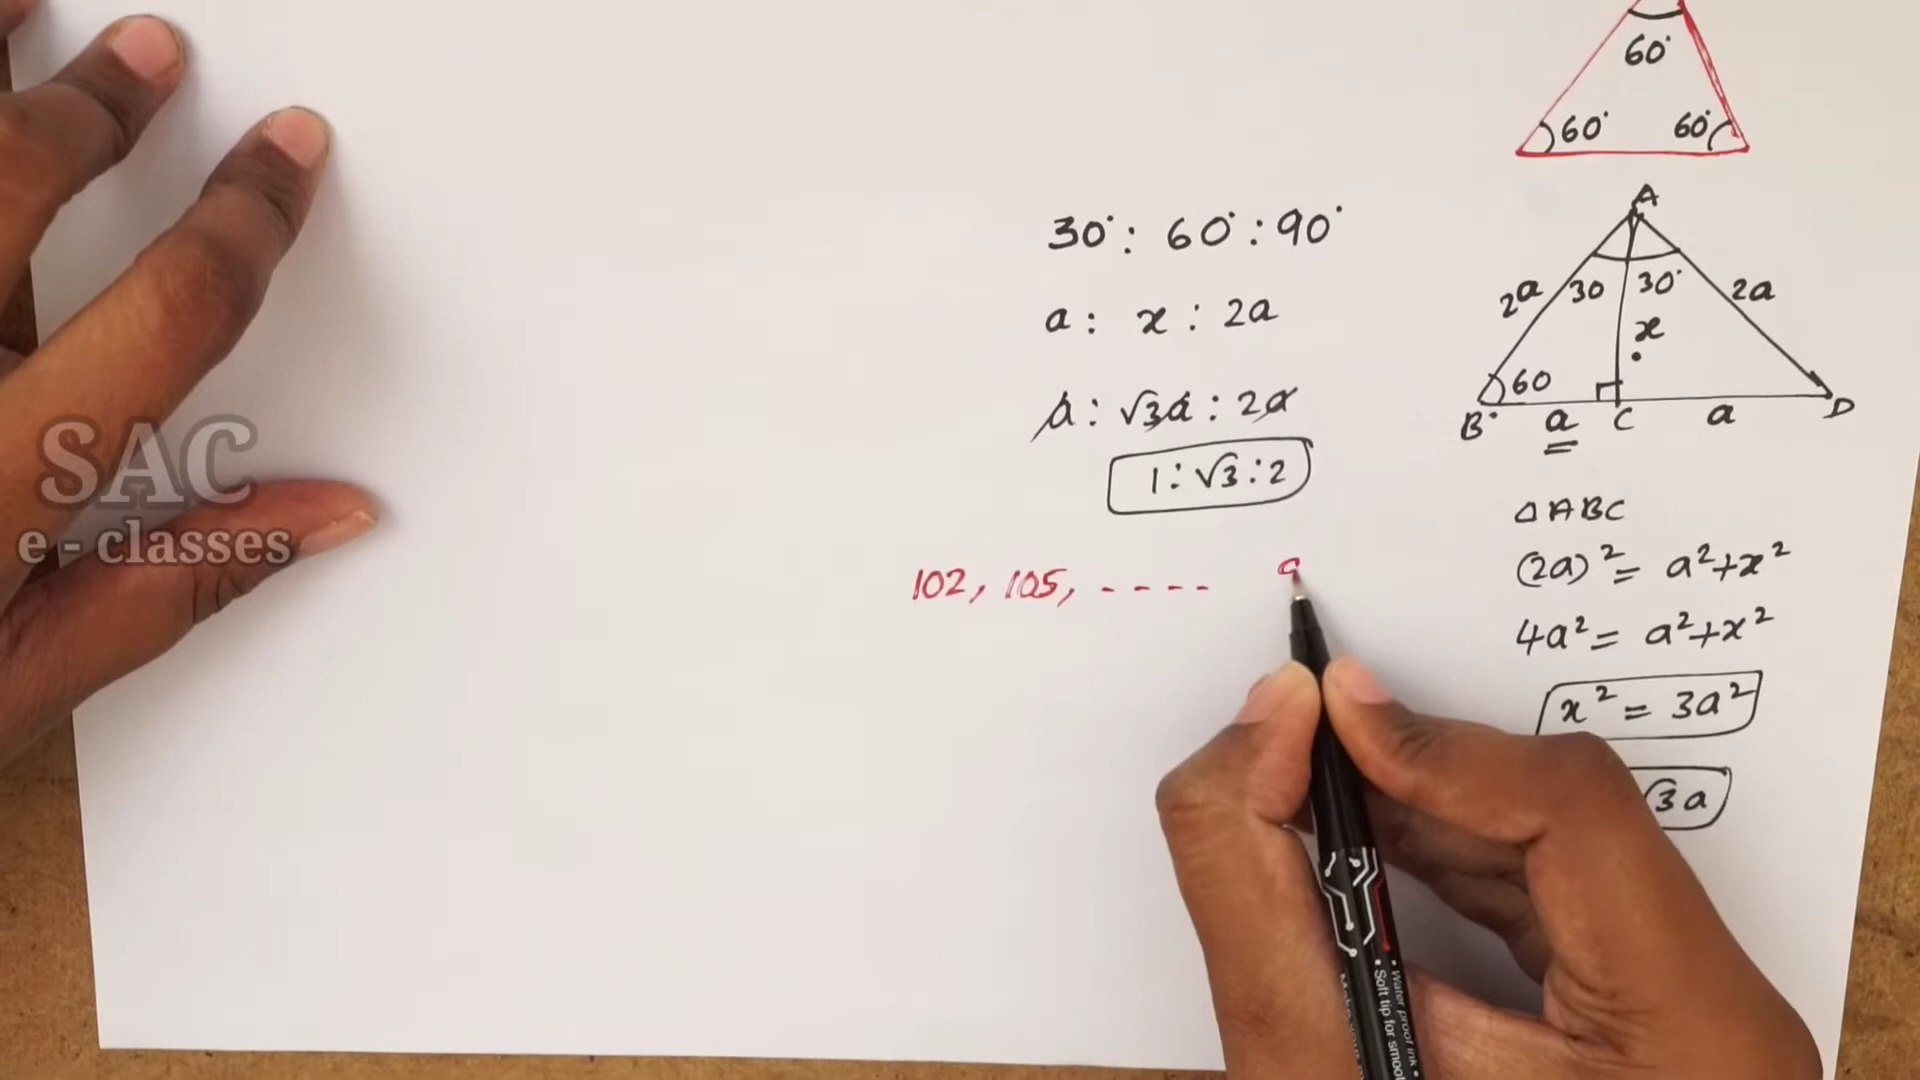 60°
60° 60°
30° : 60° : 90°
a : x : 2a
a : √3a : 2a
1 : √3 : 2
102, 105, - - - - 9
A
2a 30 30° 2a
x
60
B a C a D
△ABC
(2a)² = a²+x²
4a² = a²+x²
x² = 3a²
√3a
SAC
e - classes
• Water proof ink •
• Soft tip for smoo